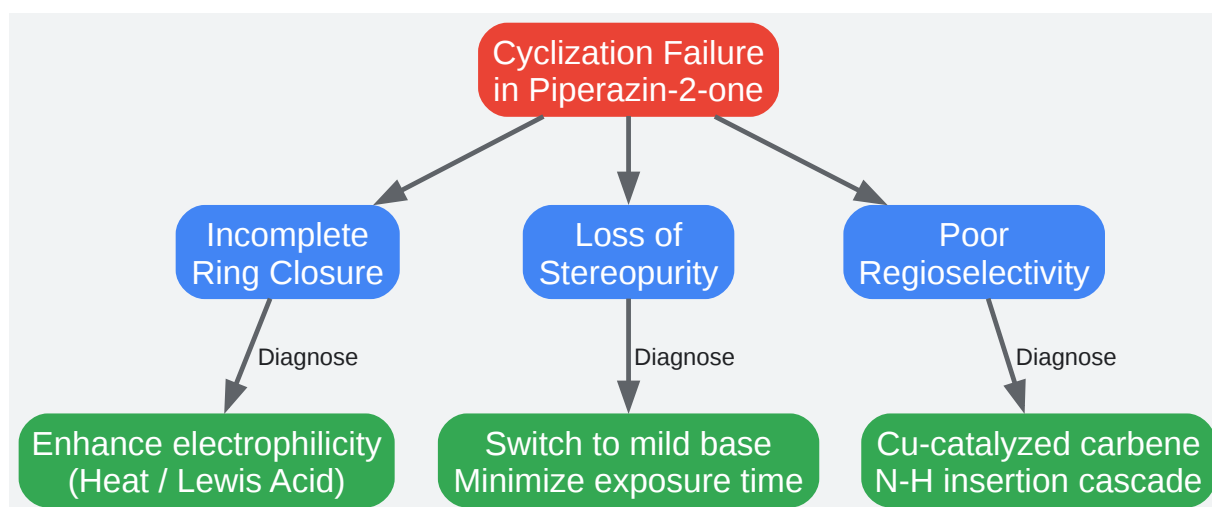 Cyclization Failure
in Piperazin-2-one
Incomplete
Ring Closure
Loss of
Stereopurity
Poor
Regioselectivity
Diagnose
Diagnose
Diagnose
Enhance electrophilicity
(Heat / Lewis Acid)
Switch to mild base
Minimize exposure time
Cu-catalyzed carbene
N-H insertion cascade